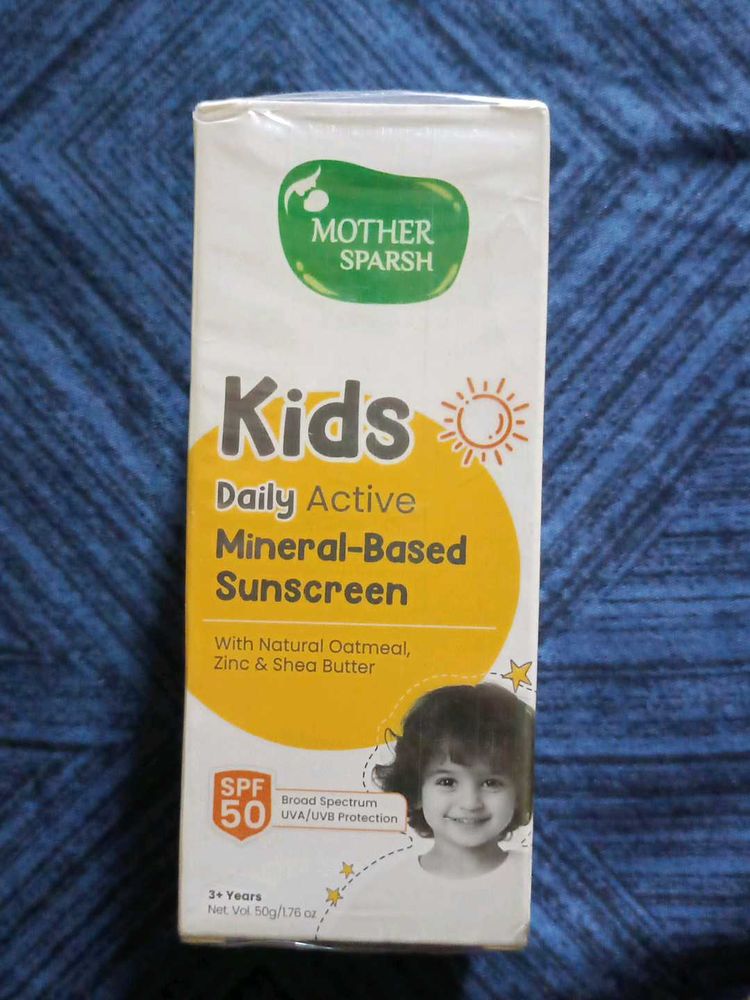 MOTHER
SPARSH
Kids
Daily Active
Mineral-Based
Sunscreen
With Natural Oatmeal,
Zinc & Shea Butter
SPF
50
Broad Spectrum
UVA/UVB Protection
3+ Years
Net. Vol. 50g/1.76 oz